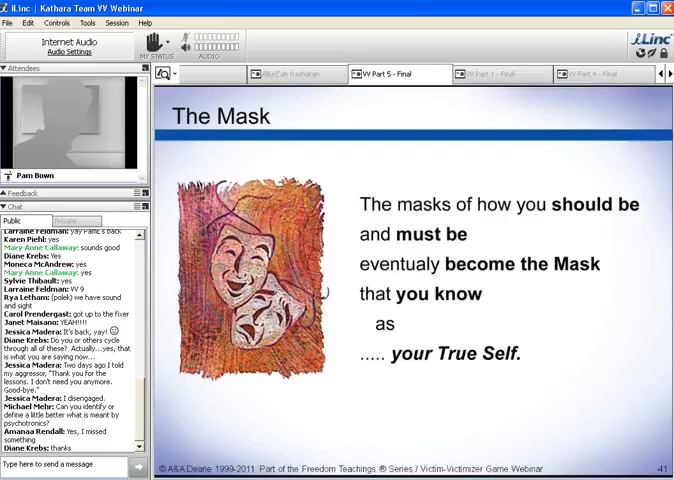 iLinc | Kathara Team VV Webinar
File Edit Controls Tools Session Help
Internet Audio
Audio Settings
MY STATUS
AUDIO
iLinc
Attendees
AllurEah Rashatan
VV Part 5 - Final
VV Part 1 - Final
VV Part 4 - Final
Pam Bown
Feedback
Chat
Public
Private
Lorraine Feldman: yay Pam's back
Karen Piehl: yes
Mary Anne Callaway: sounds good
Diane Krebs: Yes
Moneca McAndrew: yes
Mary Anne Callaway: yes
Sylvie Thibault: yes
Lorraine Feldman: VV 9
Rya Letham: (polek) we have sound
and sight
Carol Prendergast: got up to the fixer
Janet Maisano: YEAH!!!!
Jessica Madera: It's back, yay!
Diane Krebs: Do you or others cycle
through all of these? Actually...yes, that
is what you are saying now...
Jessica Madera: Two days ago I told
my aggressor, "Thank you for the
lessons. I don't need you anymore.
Good-bye."
Jessica Madera: I disengaged.
Michael Mehr: Can you identify or
define a little better what is meant by
psychotronics?
Amanaa Rendall: Yes, I missed
something
Diane Krebs: thanks
Type here to send a message
The Mask
The masks of how you should be
and must be
eventualy become the Mask
that you know
as
..... your True Self.
© A&A Deane 1999-2011 Part of the Freedom Teachings ® Series / Victim-Victimizer Game Webinar
41